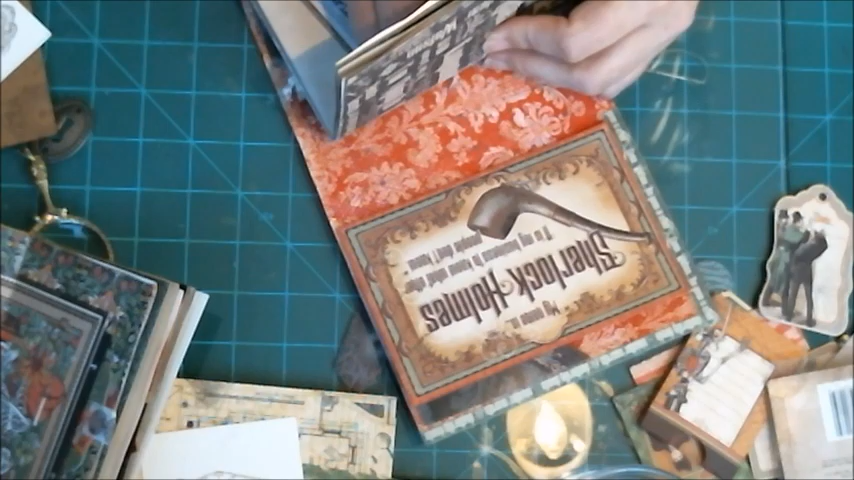 My name is...
Sherlock Holmes
It is my business to know what other
people don't know